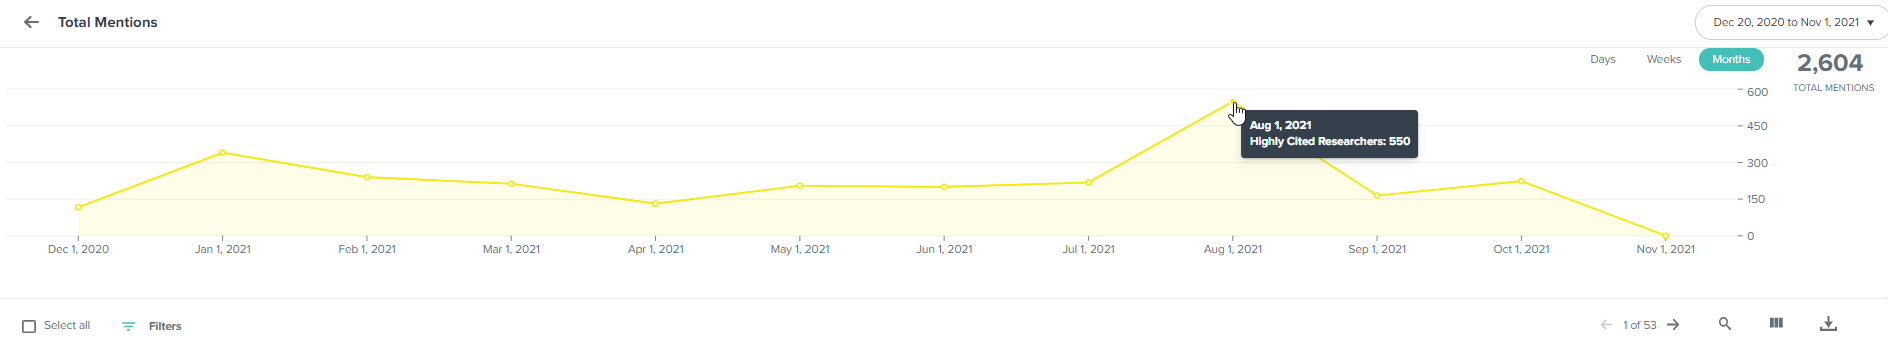 Total Mentions
Dec 20, 2020 to Nov 1, 2021
Days Weeks Months
2,604
TOTAL MENTIONS
600
450
300
150
0
Aug 1, 2021
Highly Cited Researchers: 550
Dec 1, 2020 Jan 1, 2021 Feb 1, 2021 Mar 1, 2021 Apr 1, 2021 May 1, 2021 Jun 1, 2021 Jul 1, 2021 Aug 1, 2021 Sep 1, 2021 Oct 1, 2021 Nov 1, 2021
Select all Filters 1 of 53